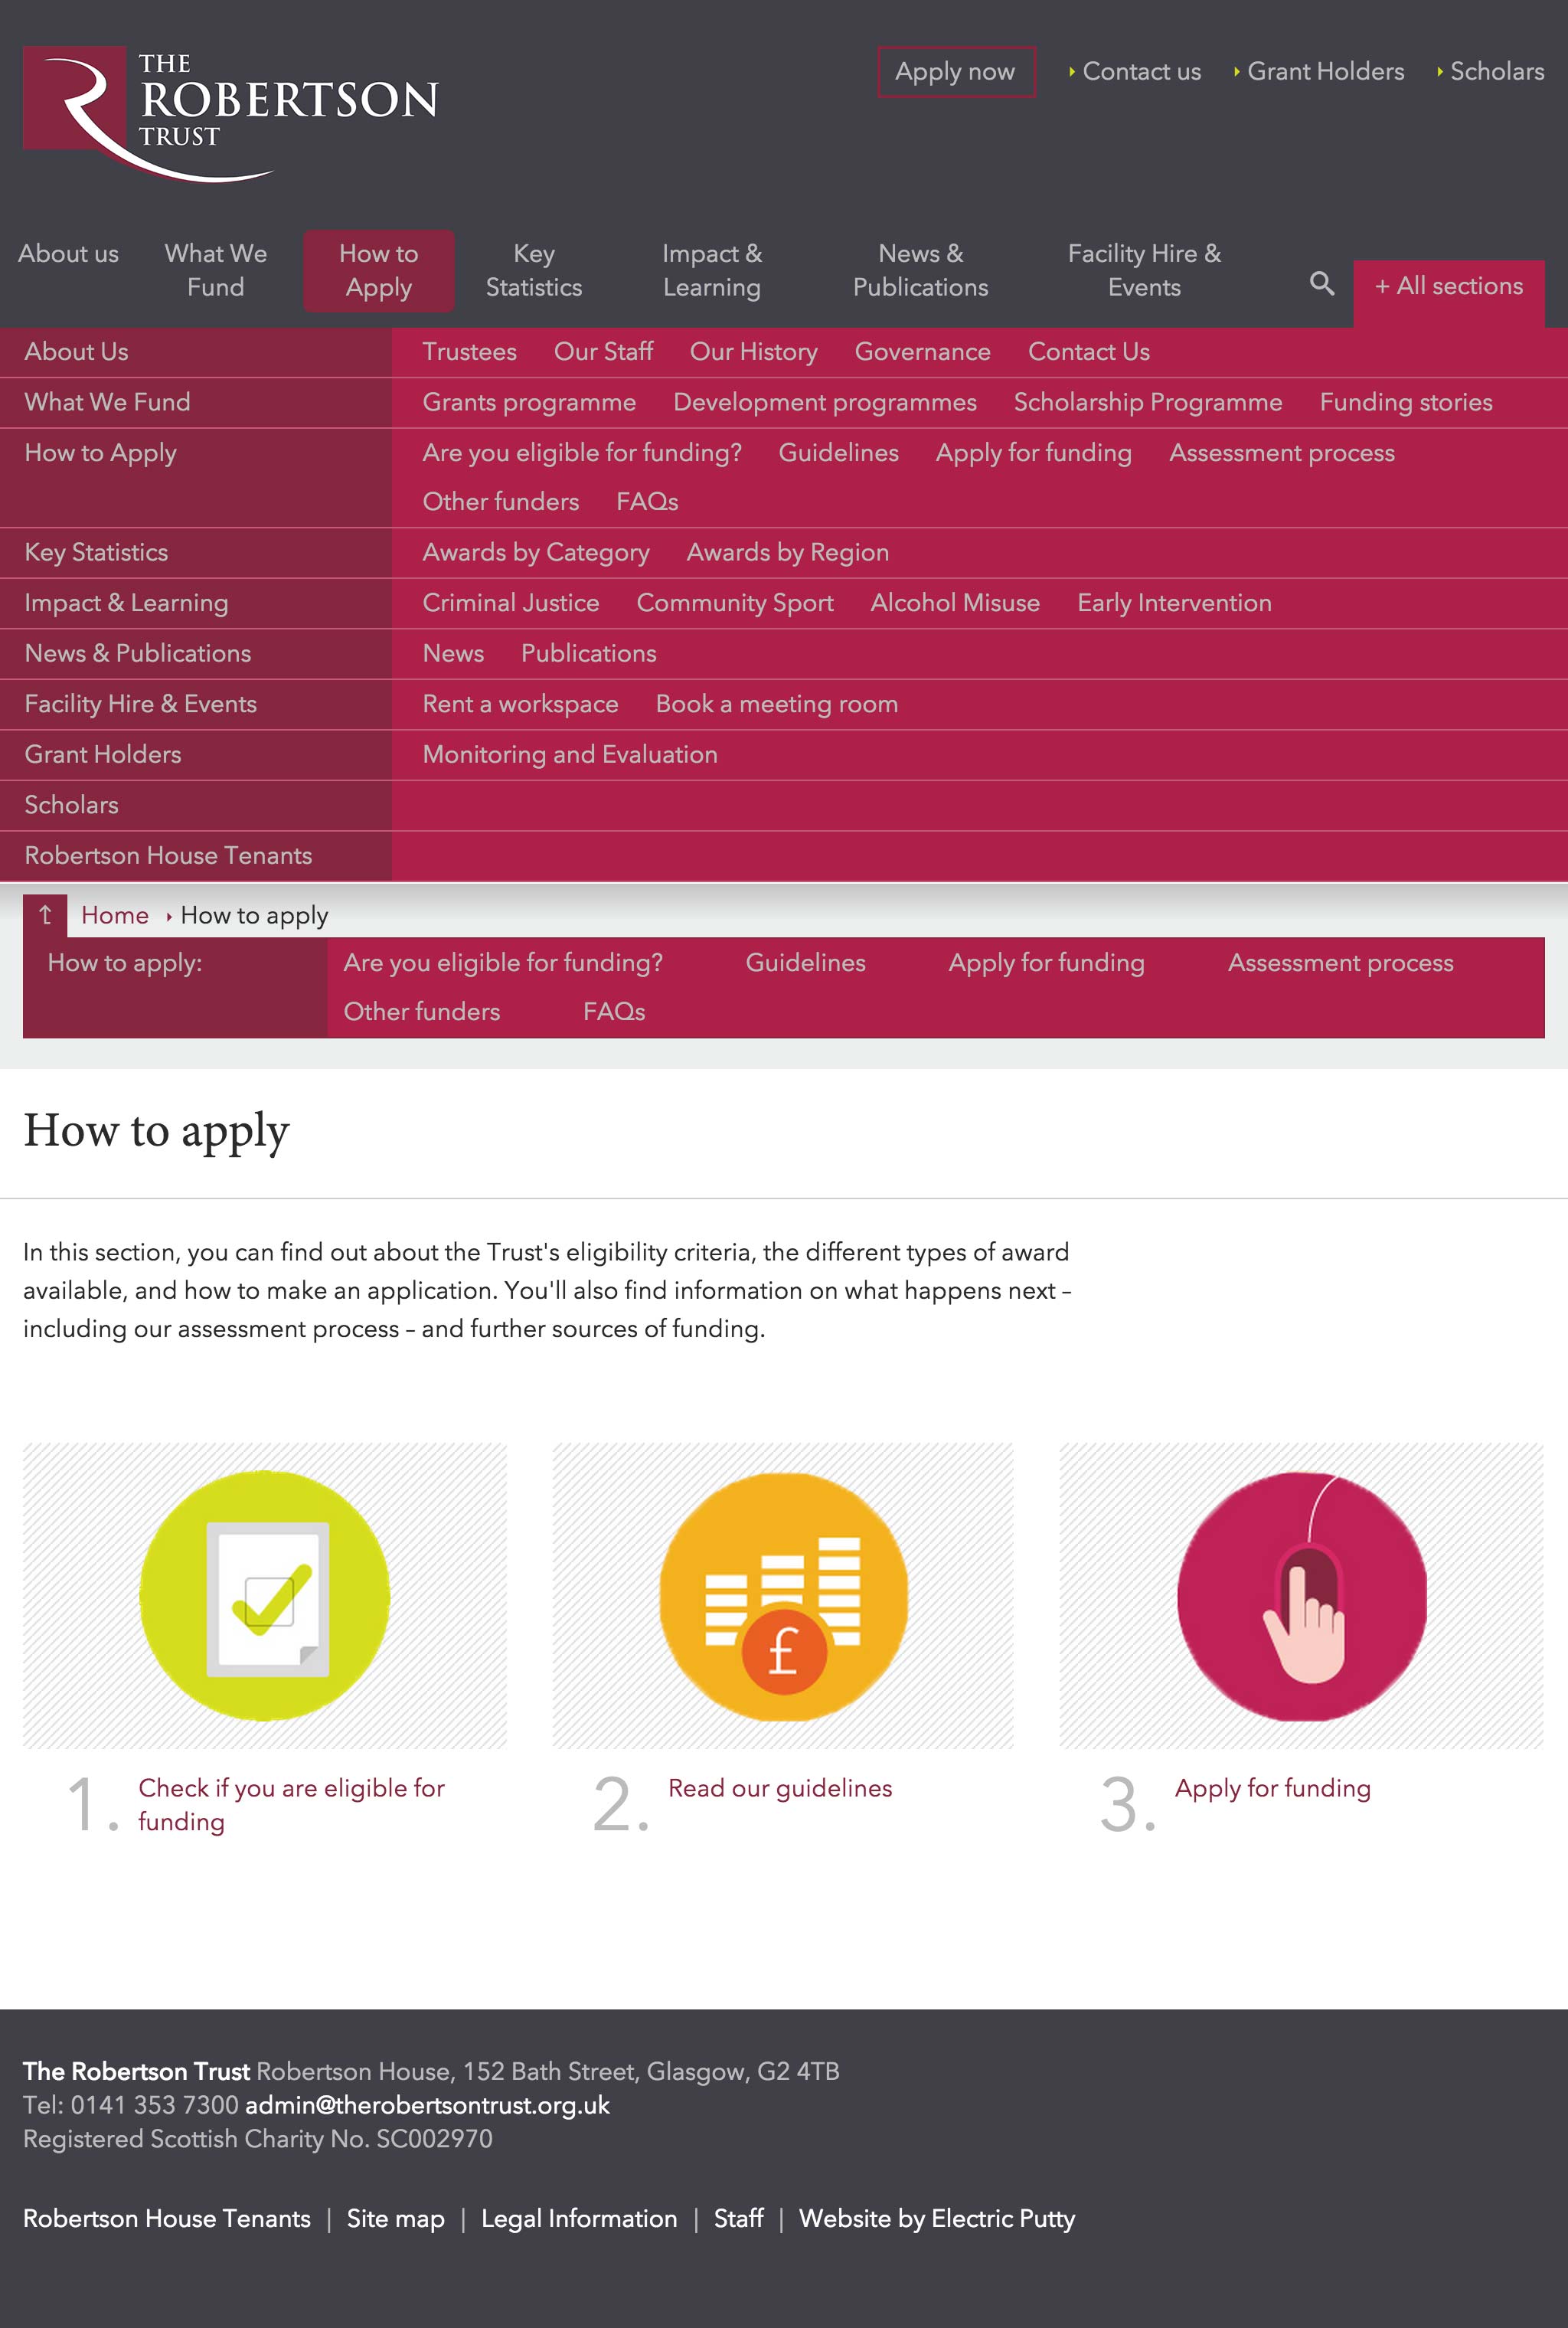 THE
ROBERTSON
TRUST
Apply now
Contact us
Grant Holders
Scholars
About us
What We
Fund
How to
Apply
Key
Statistics
Impact &
Learning
News &
Publications
Facility Hire &
Events
+ All sections
About Us
Trustees Our Staff Our History Governance Contact Us
What We Fund
Grants programme Development programmes Scholarship Programme Funding stories
How to Apply
Are you eligible for funding? Guidelines Apply for funding Assessment process
Other funders FAQs
Key Statistics
Awards by Category Awards by Region
Impact & Learning
Criminal Justice Community Sport Alcohol Misuse Early Intervention
News & Publications
News Publications
Facility Hire & Events
Rent a workspace Book a meeting room
Grant Holders
Monitoring and Evaluation
Scholars
Robertson House Tenants
Home How to apply
How to apply:
Are you eligible for funding? Guidelines Apply for funding Assessment process
Other funders FAQs
How to apply
In this section, you can find out about the Trust's eligibility criteria, the different types of award
available, and how to make an application. You'll also find information on what happens next –
including our assessment process – and further sources of funding.
£
1. Check if you are eligible for
funding
2. Read our guidelines
3. Apply for funding
The Robertson Trust Robertson House, 152 Bath Street, Glasgow, G2 4TB
Tel: 0141 353 7300 admin@therobertsontrust.org.uk
Registered Scottish Charity No. SC002970
Robertson House Tenants | Site map | Legal Information | Staff | Website by Electric Putty